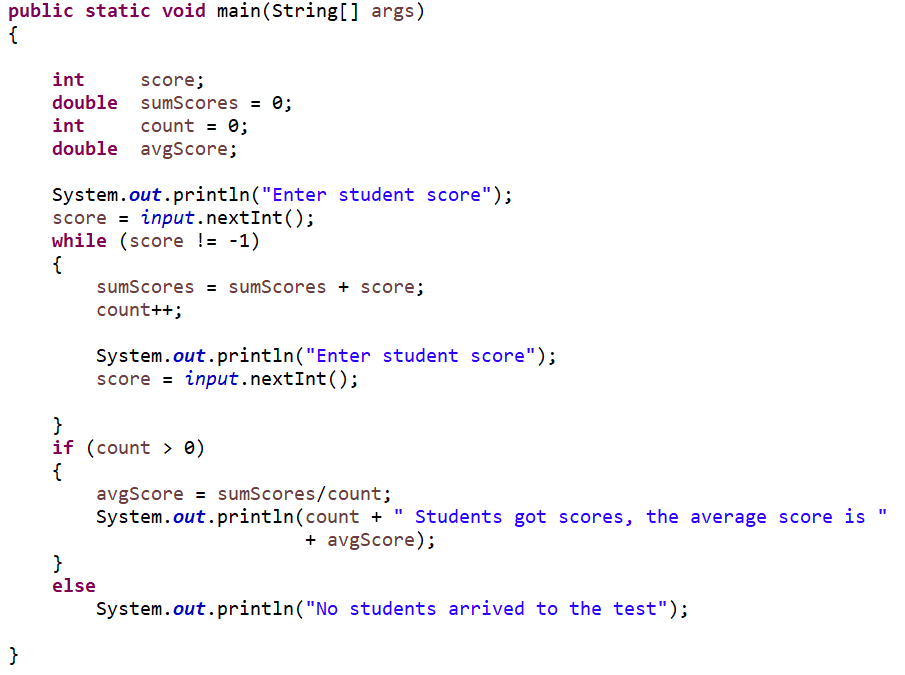 public static void main(String[] args)
{
int score;
double sumScores = 0;
int count = 0;
double avgScore;
System.out.println("Enter student score");
score = input.nextInt();
while (score != -1)
{
sumScores = sumScores + score;
count++;
System.out.println("Enter student score");
score = input.nextInt();
}
if (count > 0)
{
avgScore = sumScores/count;
System.out.println(count + " Students got scores, the average score is "
+ avgScore);
}
else
System.out.println("No students arrived to the test");
}